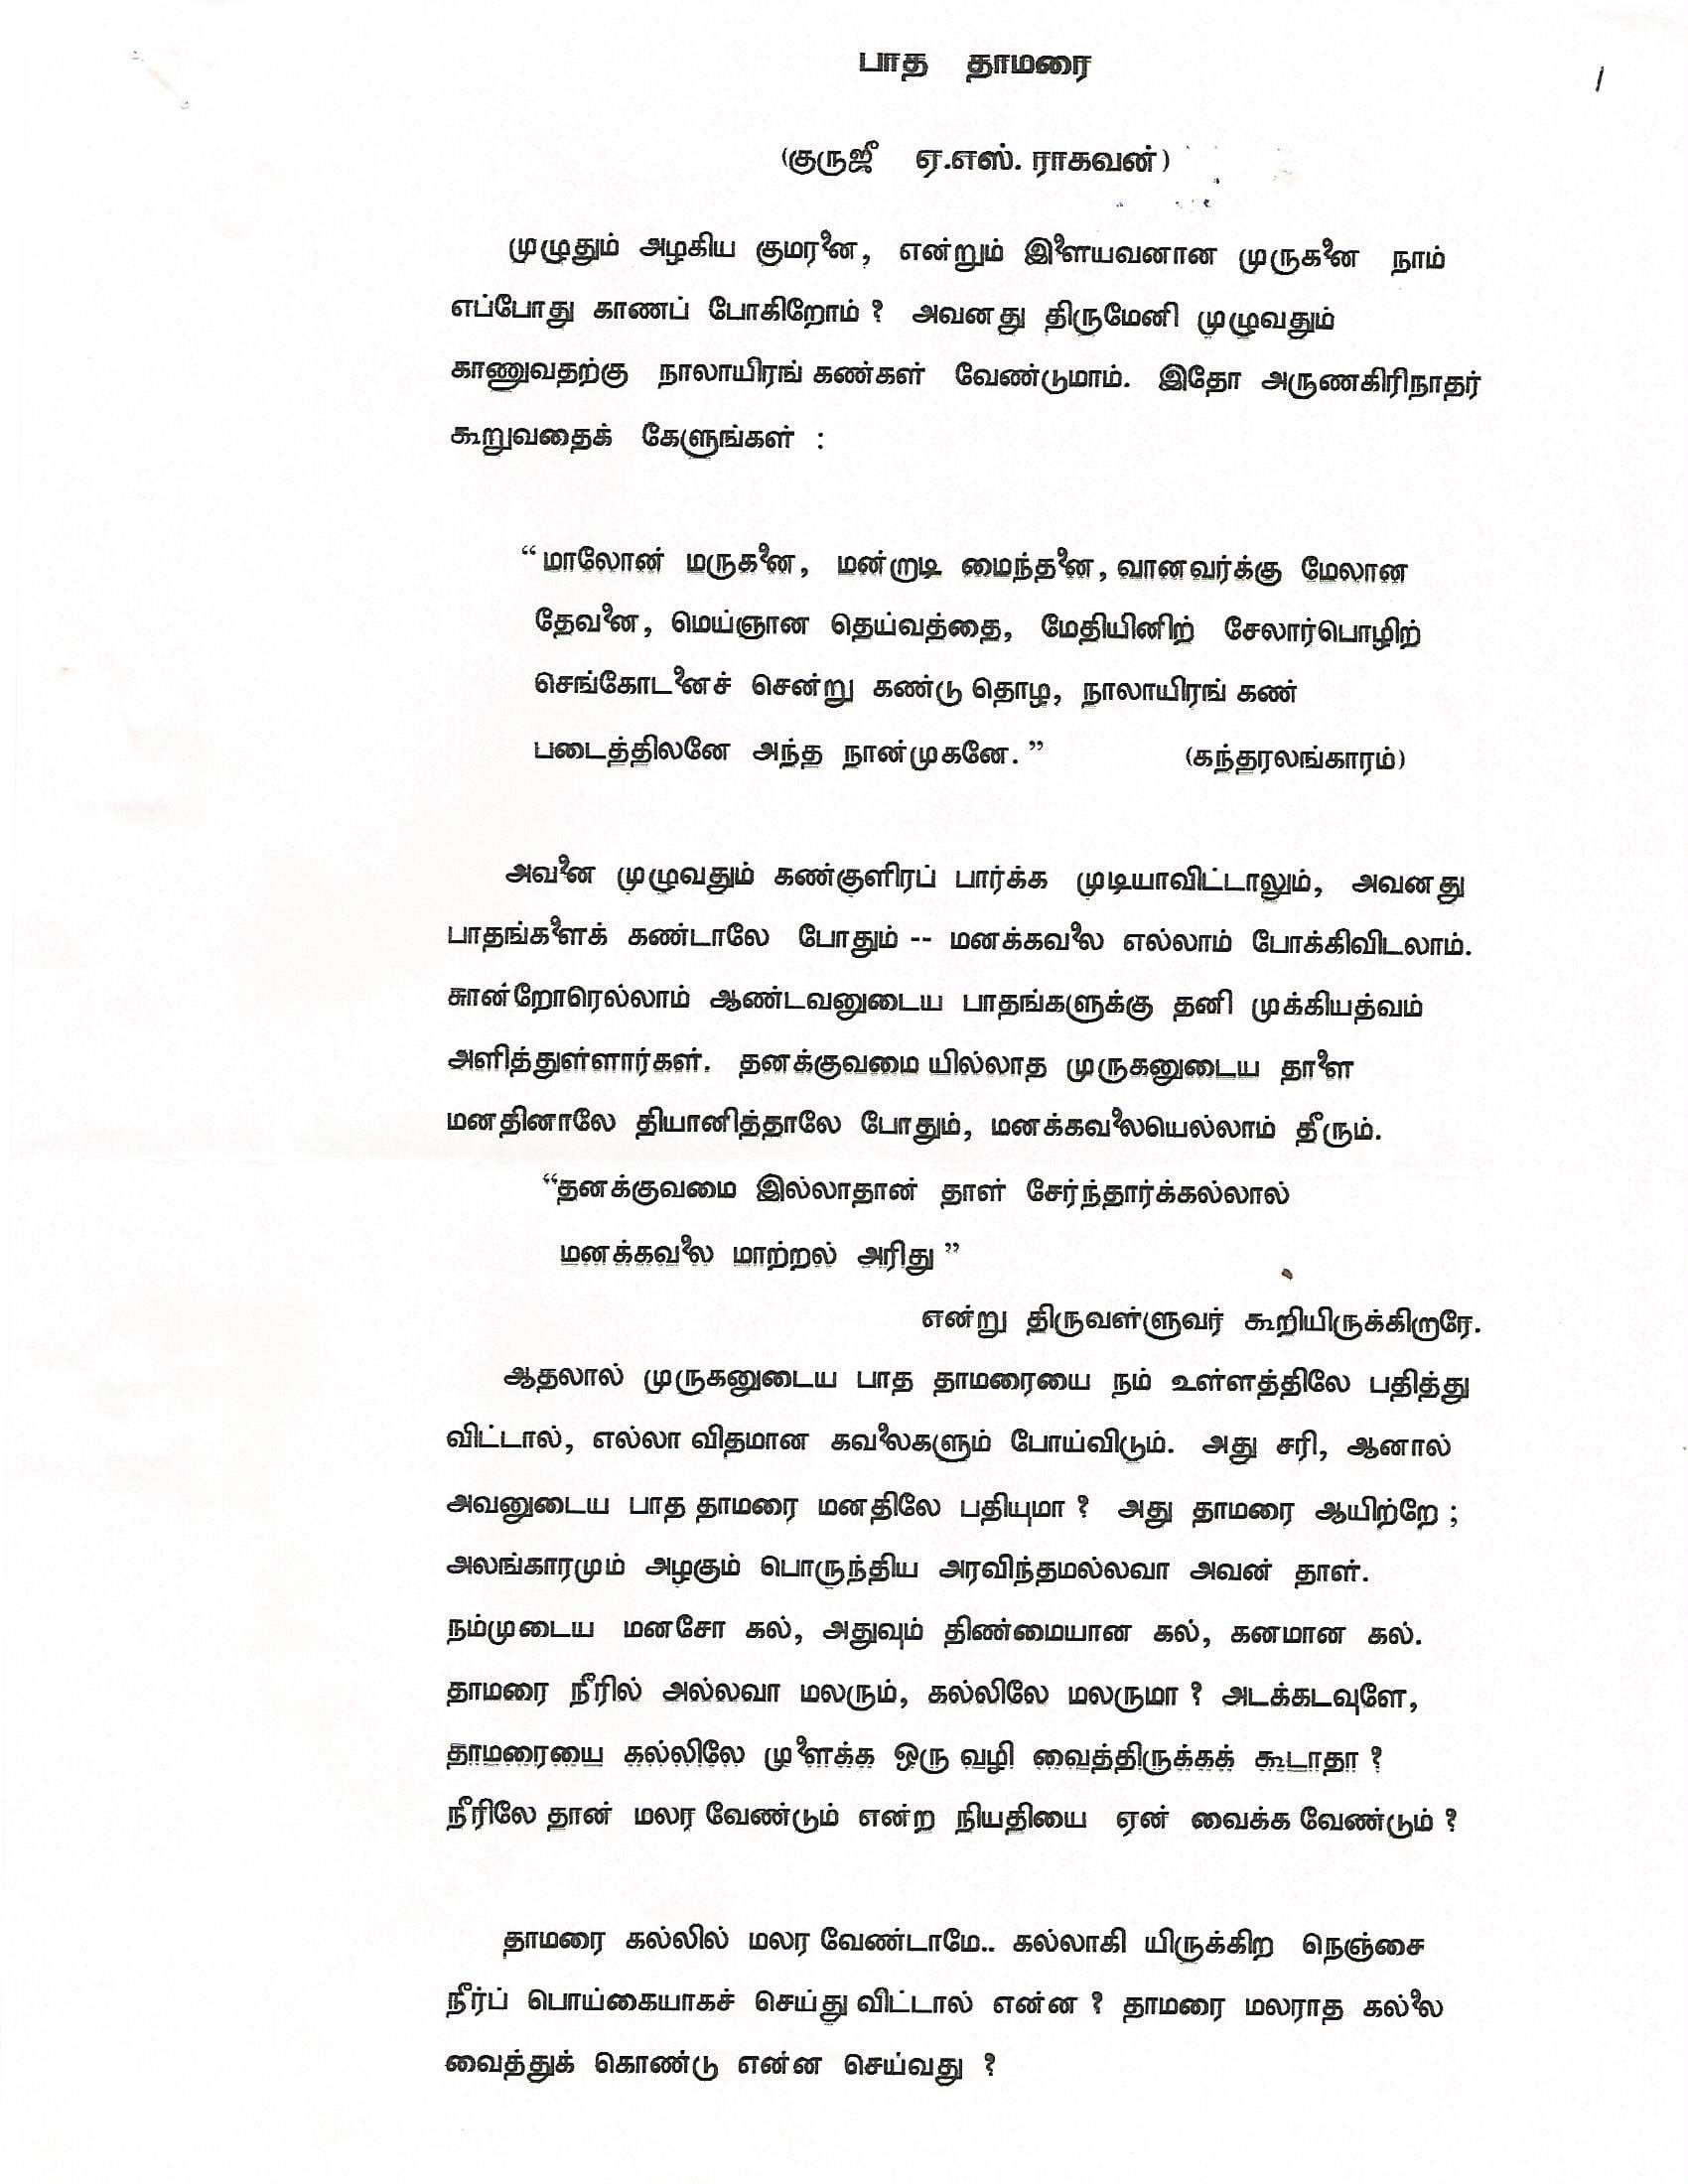 பாத தாமரை
1
(குருஜீ ஏ.எஸ். ராகவன்)
முழுதும் அழகிய குமரனை, என்றும் இளையவனான முருகனை நாம்
எப்போது காணப் போகிறோம் ? அவனது திருமேனி முழுவதும்
காணுவதற்கு நாலாயிரங் கண்கள் வேண்டுமாம். இதோ அருணகிரிநாதர்
கூறுவதைக் கேளுங்கள் :
“மாலோன் மருகனை, மன்றாடி மைந்தனை, வானவர்க்கு மேலான
தேவனை, மெய்ஞான தெய்வத்தை, மேதியினிற் சேலார்பொழிற்
செங்கோடனைச் சென்று கண்டு தொழ, நாலாயிரங் கண்
படைத்திலனே அந்த நான்முகனே.” (கந்தரலங்காரம்)
அவனை முழுவதும் கண்குளிரப் பார்க்க முடியாவிட்டாலும், அவனது
பாதங்களைக் கண்டாலே போதும் -- மனக்கவலை எல்லாம் போக்கிவிடலாம்.
சான்றோரெல்லாம் ஆண்டவனுடைய பாதங்களுக்கு தனி முக்கியத்வம்
அளித்துள்ளார்கள். தனக்குவமை யில்லாத முருகனுடைய தாளை
மனதினாலே தியானித்தாலே போதும், மனக்கவலையெல்லாம் தீரும்.
“தனக்குவமை இல்லாதான் தாள் சேர்ந்தார்க்கல்லால்
மனக்கவலை மாற்றல் அரிது ”
என்று திருவள்ளுவர் கூறியிருக்கிறாரே.
ஆதலால் முருகனுடைய பாத தாமரையை நம் உள்ளத்திலே பதித்து
விட்டால், எல்லா விதமான கவலைகளும் போய்விடும். அது சரி, ஆனால்
அவனுடைய பாத தாமரை மனதிலே பதியுமா ? அது தாமரை ஆயிற்றே ;
அலங்காரமும் அழகும் பொருந்திய அரவிந்தமல்லவா அவன் தாள்.
நம்முடைய மனசோ கல், அதுவும் திண்மையான கல், கனமான கல்.
தாமரை நீரில் அல்லவா மலரும், கல்லிலே மலருமா ? அடக்கடவுளே,
தாமரையை கல்லிலே முளைக்க ஒரு வழி வைத்திருக்கக் கூடாதா ?
நீரிலே தான் மலர வேண்டும் என்ற நியதியை ஏன் வைக்க வேண்டும் ?
தாமரை கல்லில் மலர வேண்டாமே.. கல்லாகி யிருக்கிற நெஞ்சை
நீர்ப் பொய்கையாகச் செய்து விட்டால் என்ன ? தாமரை மலராத கல்லை
வைத்துக் கொண்டு என்ன செய்வது ?